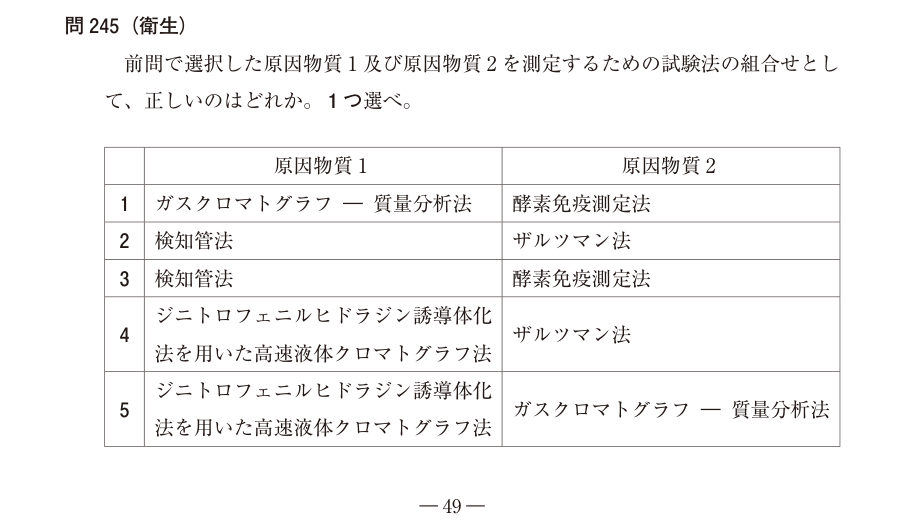 問 245（衛生）
前問で選択した原因物質１及び原因物質２を測定するための試験法の組合せとし
て、正しいのはどれか。１つ選べ。
原因物質１ 原因物質２
1 ガスクロマトグラフ ― 質量分析法 酵素免疫測定法
2 検知管法 ザルツマン法
3 検知管法 酵素免疫測定法
4 ジニトロフェニルヒドラジン誘導体化
法を用いた高速液体クロマトグラフ法 ザルツマン法
5 ジニトロフェニルヒドラジン誘導体化
法を用いた高速液体クロマトグラフ法 ガスクロマトグラフ ― 質量分析法
― 49 ―